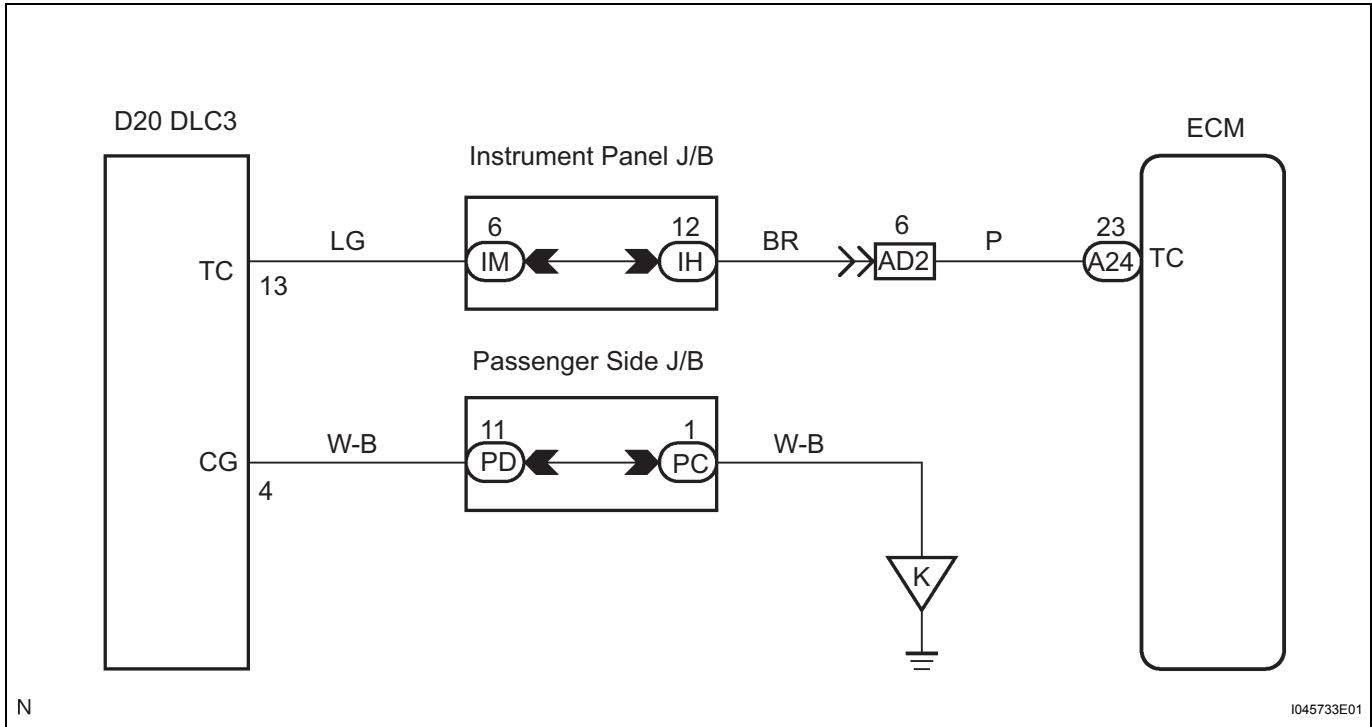 D20 DLC3
ECM
Instrument Panel J/B
6 12 6 23
LG BR P
TC IM IH AD2 A24 TC
13
Passenger Side J/B
11 1
W-B W-B
CG PD PC
4
K
N
I045733E01